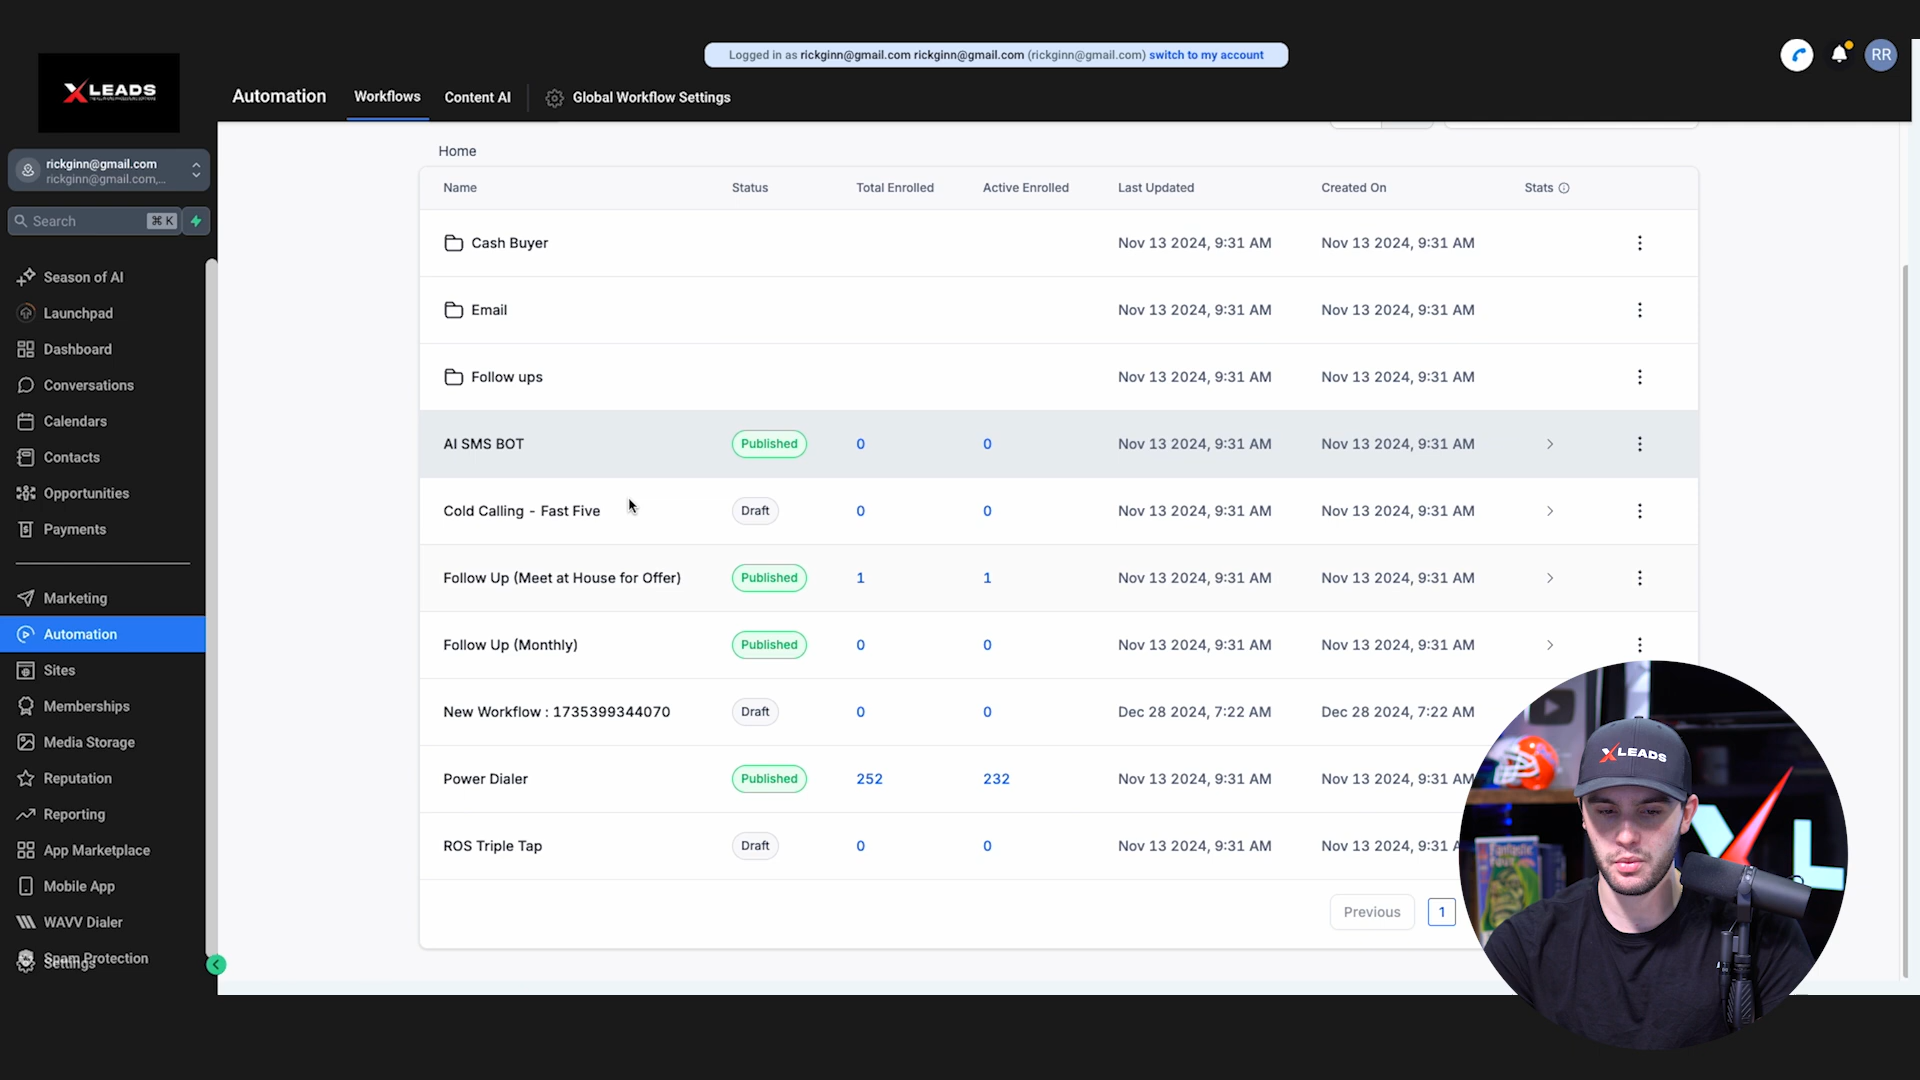 Logged in as rickginn@gmail.com rickginn@gmail.com (rickginn@gmail.com) switch to my account
RR
XLEADS
Automation
Workflows
Content AI
Global Workflow Settings
rickginn@gmail.com
rickginn@gmail.com,...
Search
⌘ K
Season of AI
Launchpad
Dashboard
Conversations
Calendars
Contacts
Opportunities
Payments
Marketing
Automation
Sites
Memberships
Media Storage
Reputation
Reporting
App Marketplace
Mobile App
WAVV Dialer
Spam Protection
Settings
Home
Name Status Total Enrolled Active Enrolled Last Updated Created On Stats
Cash Buyer Nov 13 2024, 9:31 AM Nov 13 2024, 9:31 AM
Email Nov 13 2024, 9:31 AM Nov 13 2024, 9:31 AM
Follow ups Nov 13 2024, 9:31 AM Nov 13 2024, 9:31 AM
AI SMS BOT Published 0 0 Nov 13 2024, 9:31 AM Nov 13 2024, 9:31 AM
Cold Calling - Fast Five Draft 0 0 Nov 13 2024, 9:31 AM Nov 13 2024, 9:31 AM
Follow Up (Meet at House for Offer) Published 1 1 Nov 13 2024, 9:31 AM Nov 13 2024, 9:31 AM
Follow Up (Monthly) Published 0 0 Nov 13 2024, 9:31 AM Nov 13 2024, 9:31 AM
New Workflow : 1735399344070 Draft 0 0 Dec 28 2024, 7:22 AM Dec 28 2024, 7:22 AM
Power Dialer Published 252 232 Nov 13 2024, 9:31 AM Nov 13 2024, 9:31 AM
ROS Triple Tap Draft 0 0 Nov 13 2024, 9:31 AM Nov 13 2024, 9:31
Previous 1
XLEADS
XL
Fantastic